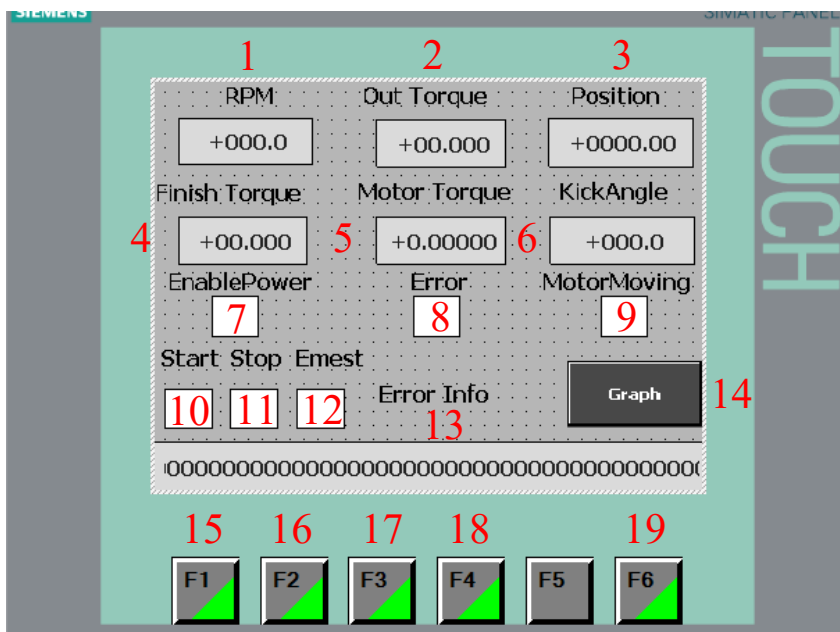 SIEMENS SIMATIC PANEL
TOUCH
1 2 3
RPM Out Torque Position
+000.0 +00.000 +0000.00
Finish Torque Motor Torque KickAngle
4 +00.000 5 +0.00000 6 +000.0
EnablePower Error MotorMoving
7 8 9
Start Stop Emest
10 11 12 Error Info Graph 14
13
00000000000000000000000000000000000000000
15 16 17 18 19
F1 F2 F3 F4 F5 F6